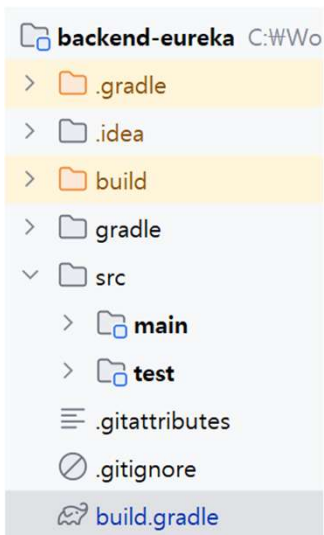 backend-eureka C:₩Wo
.gradle
.idea
build
gradle
src
main
test
.gitattributes
.gitignore
build.gradle